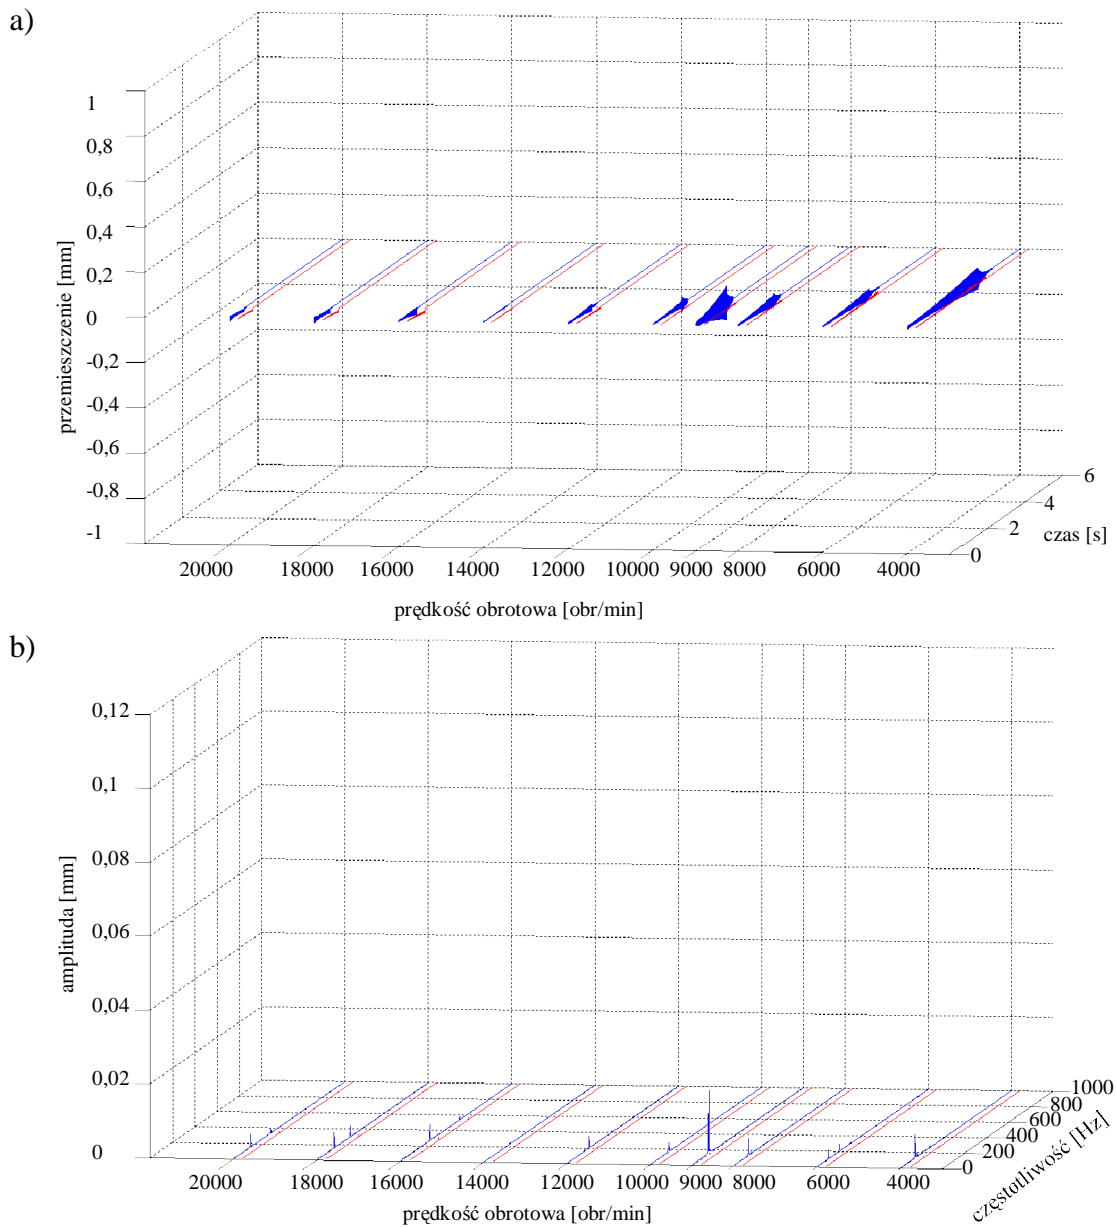 a)
1
0,8
0,6
0,4
0,2
0
-0,2
-0,4
-0,6
-0,8
-1
przemieszczenie [mm]
20000 18000 16000 14000 12000 10000 9000 8000 6000 4000
prędkość obrotowa [obr/min]
0 2 4 6
czas [s]
b)
0,12
0,1
0,08
0,06
0,04
0,02
0
amplituda [mm]
20000 18000 16000 14000 12000 10000 9000 8000 6000 4000
prędkość obrotowa [obr/min]
0 200 400 600 800 1000
częstotliwość [Hz]